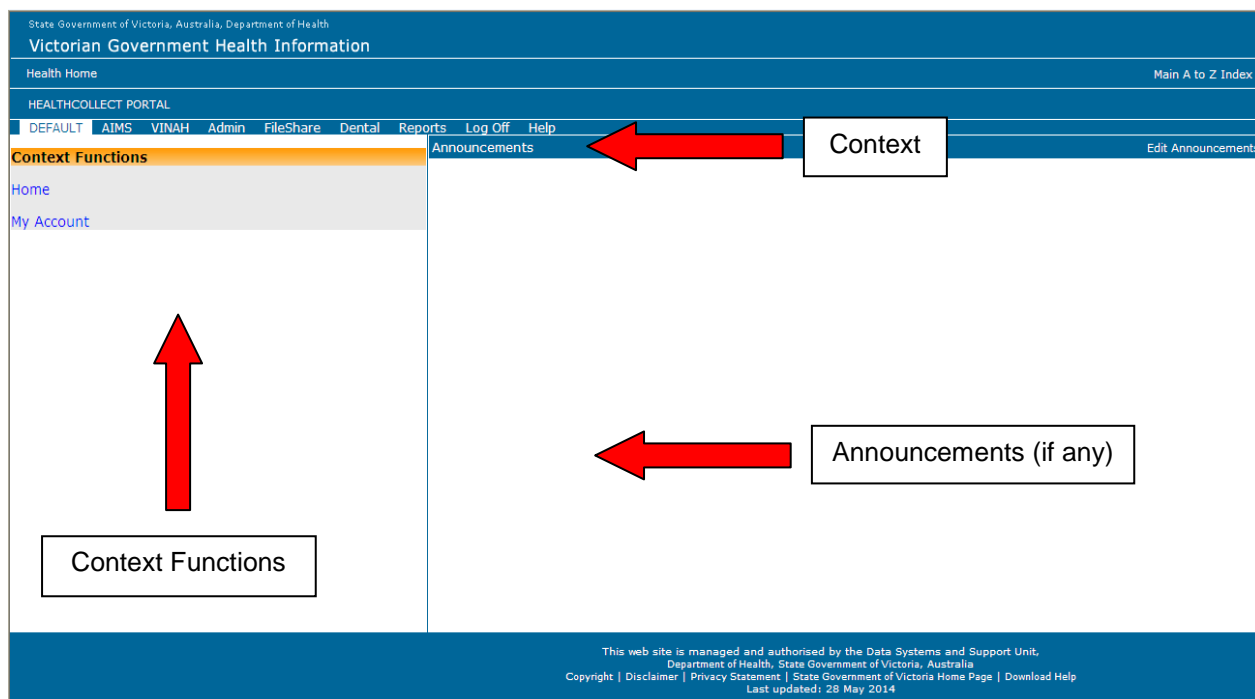 State Government of Victoria, Australia, Department of Health
Victorian Government Health Information
Health Home
Main A to Z Index
HEALTHCOLLECT PORTAL
DEFAULT AIMS VINAH Admin FileShare Dental Reports Log Off Help
Context Functions
Announcements
Edit Announcements
Context
Home
My Account
Announcements (if any)
Context Functions
This web site is managed and authorised by the Data Systems and Support Unit,
Department of Health, State Government of Victoria, Australia
Copyright | Disclaimer | Privacy Statement | State Government of Victoria Home Page | Download Help
Last updated: 28 May 2014